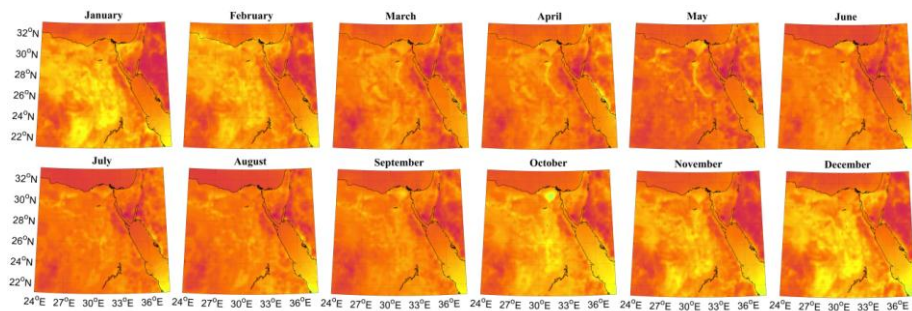 January February March April May June
32°N
30°N
28°N
26°N
24°N
22°N
July August September October November December
32°N
30°N
28°N
26°N
24°N
22°N
24°E 27°E 30°E 33°E 36°E 24°E 27°E 30°E 33°E 36°E 24°E 27°E 30°E 33°E 36°E 24°E 27°E 30°E 33°E 36°E 24°E 27°E 30°E 33°E 36°E 24°E 27°E 30°E 33°E 36°E